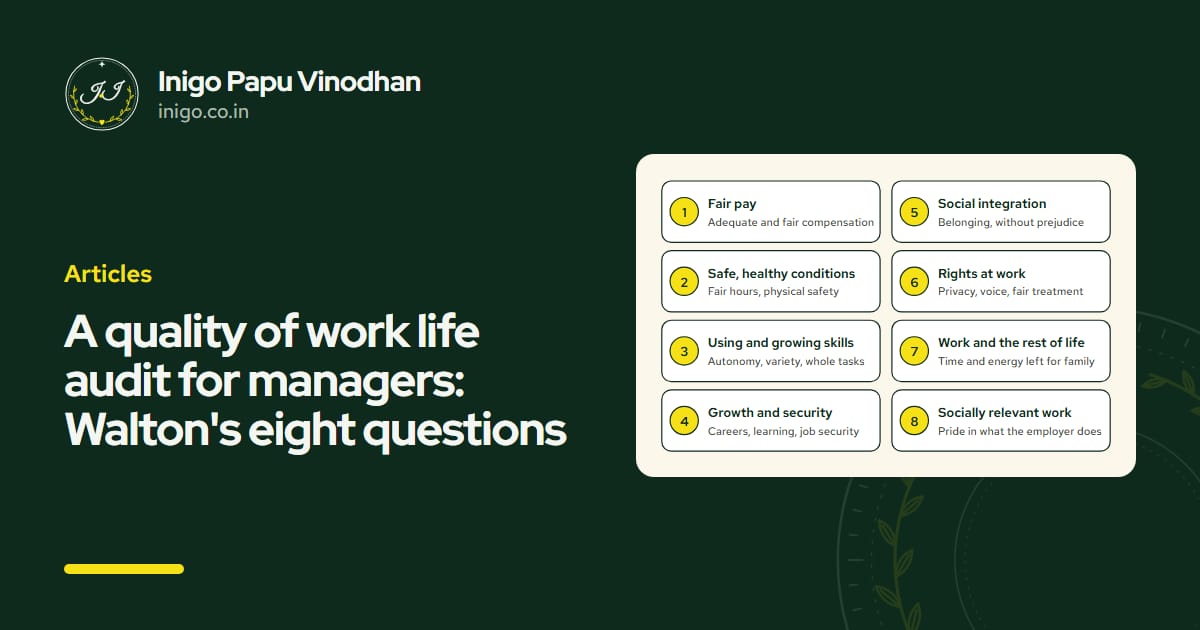 Inigo Papu Vinodhan
inigo.co.in
Articles
A quality of work life
audit for managers:
Walton's eight questions
1
Fair pay
Adequate and fair compensation
2
Safe, healthy conditions
Fair hours, physical safety
3
Using and growing skills
Autonomy, variety, whole tasks
4
Growth and security
Careers, learning, job security
5
Social integration
Belonging, without prejudice
6
Rights at work
Privacy, voice, fair treatment
7
Work and the rest of life
Time and energy left for family
8
Socially relevant work
Pride in what the employer does